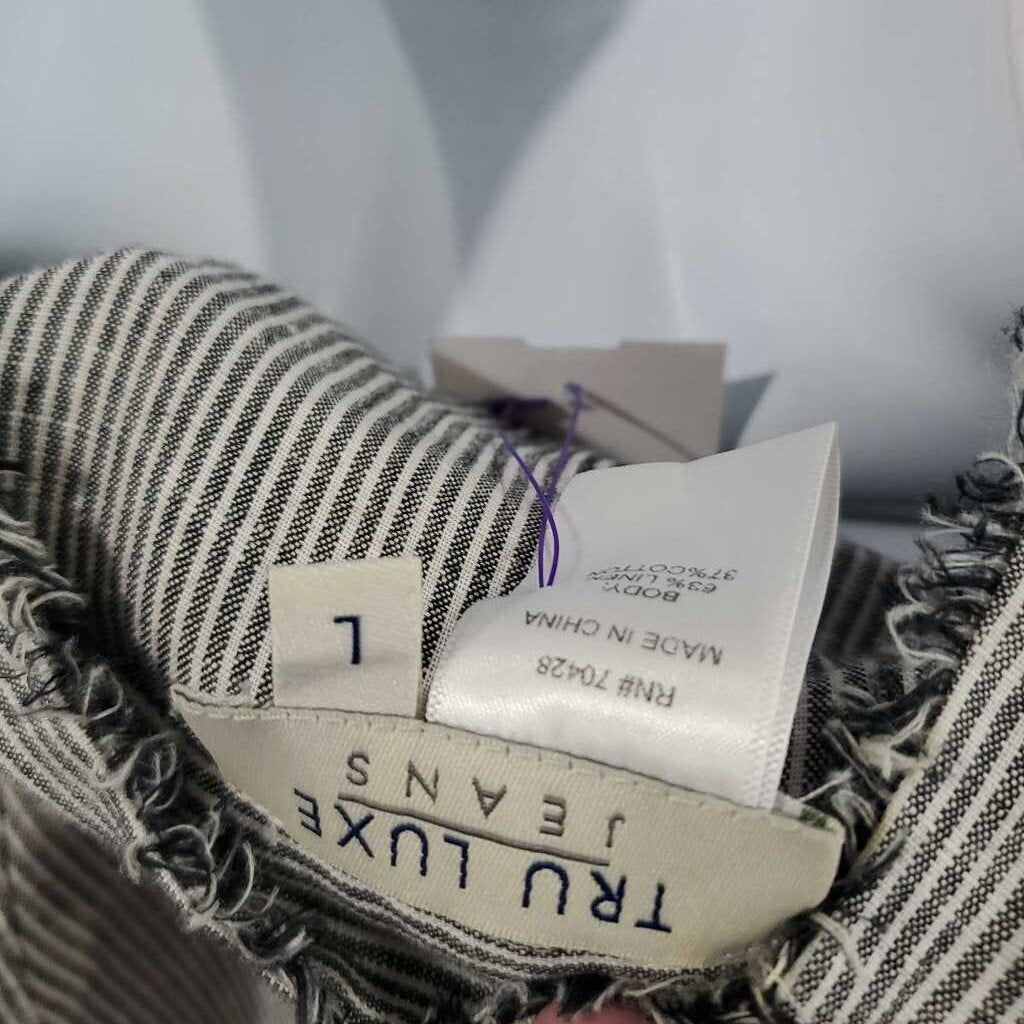 TRU LUXE
JEANS
L
RN# 70428
MADE IN CHINA
BODY:
63% LINEN
37%COTTON